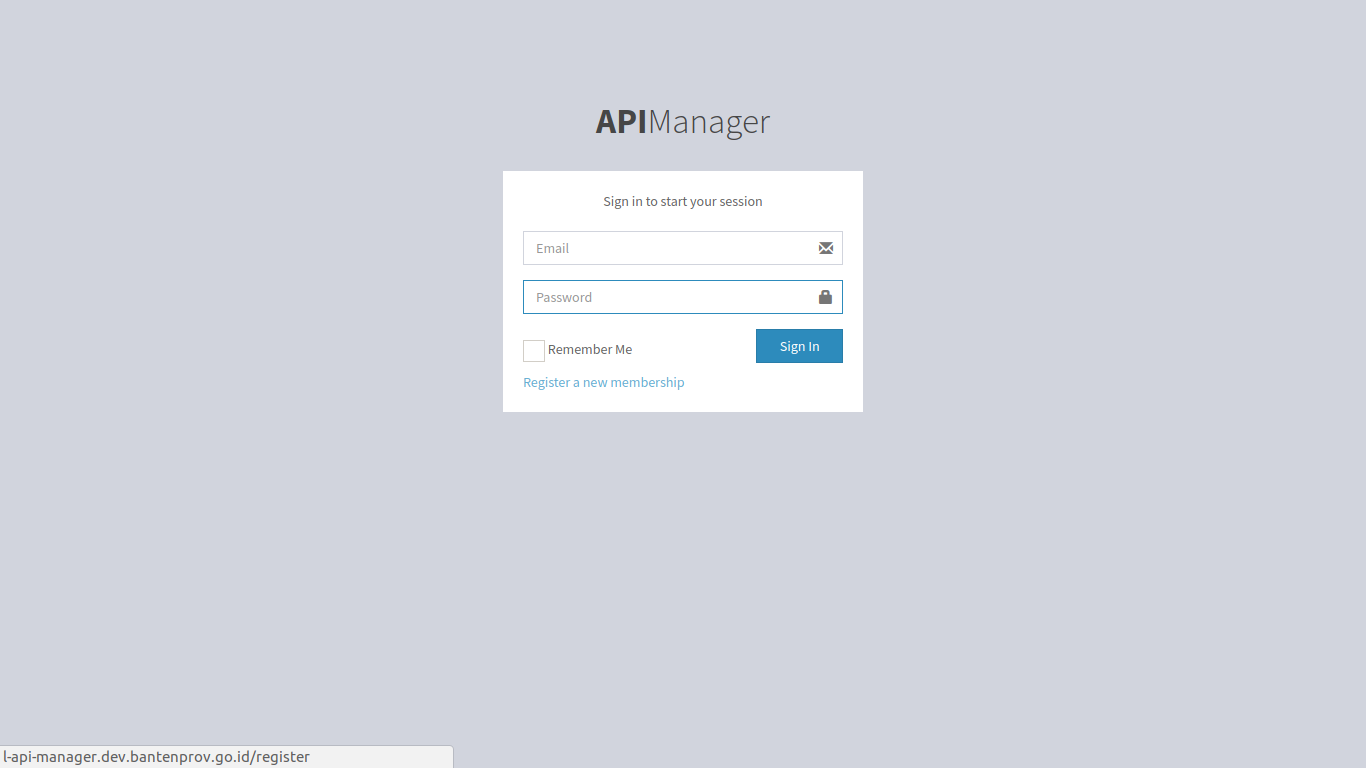 APIManager
Sign in to start your session
Email
Password
Remember Me
Sign In
Register a new membership
l-api-manager.dev.bantenprov.go.id/register